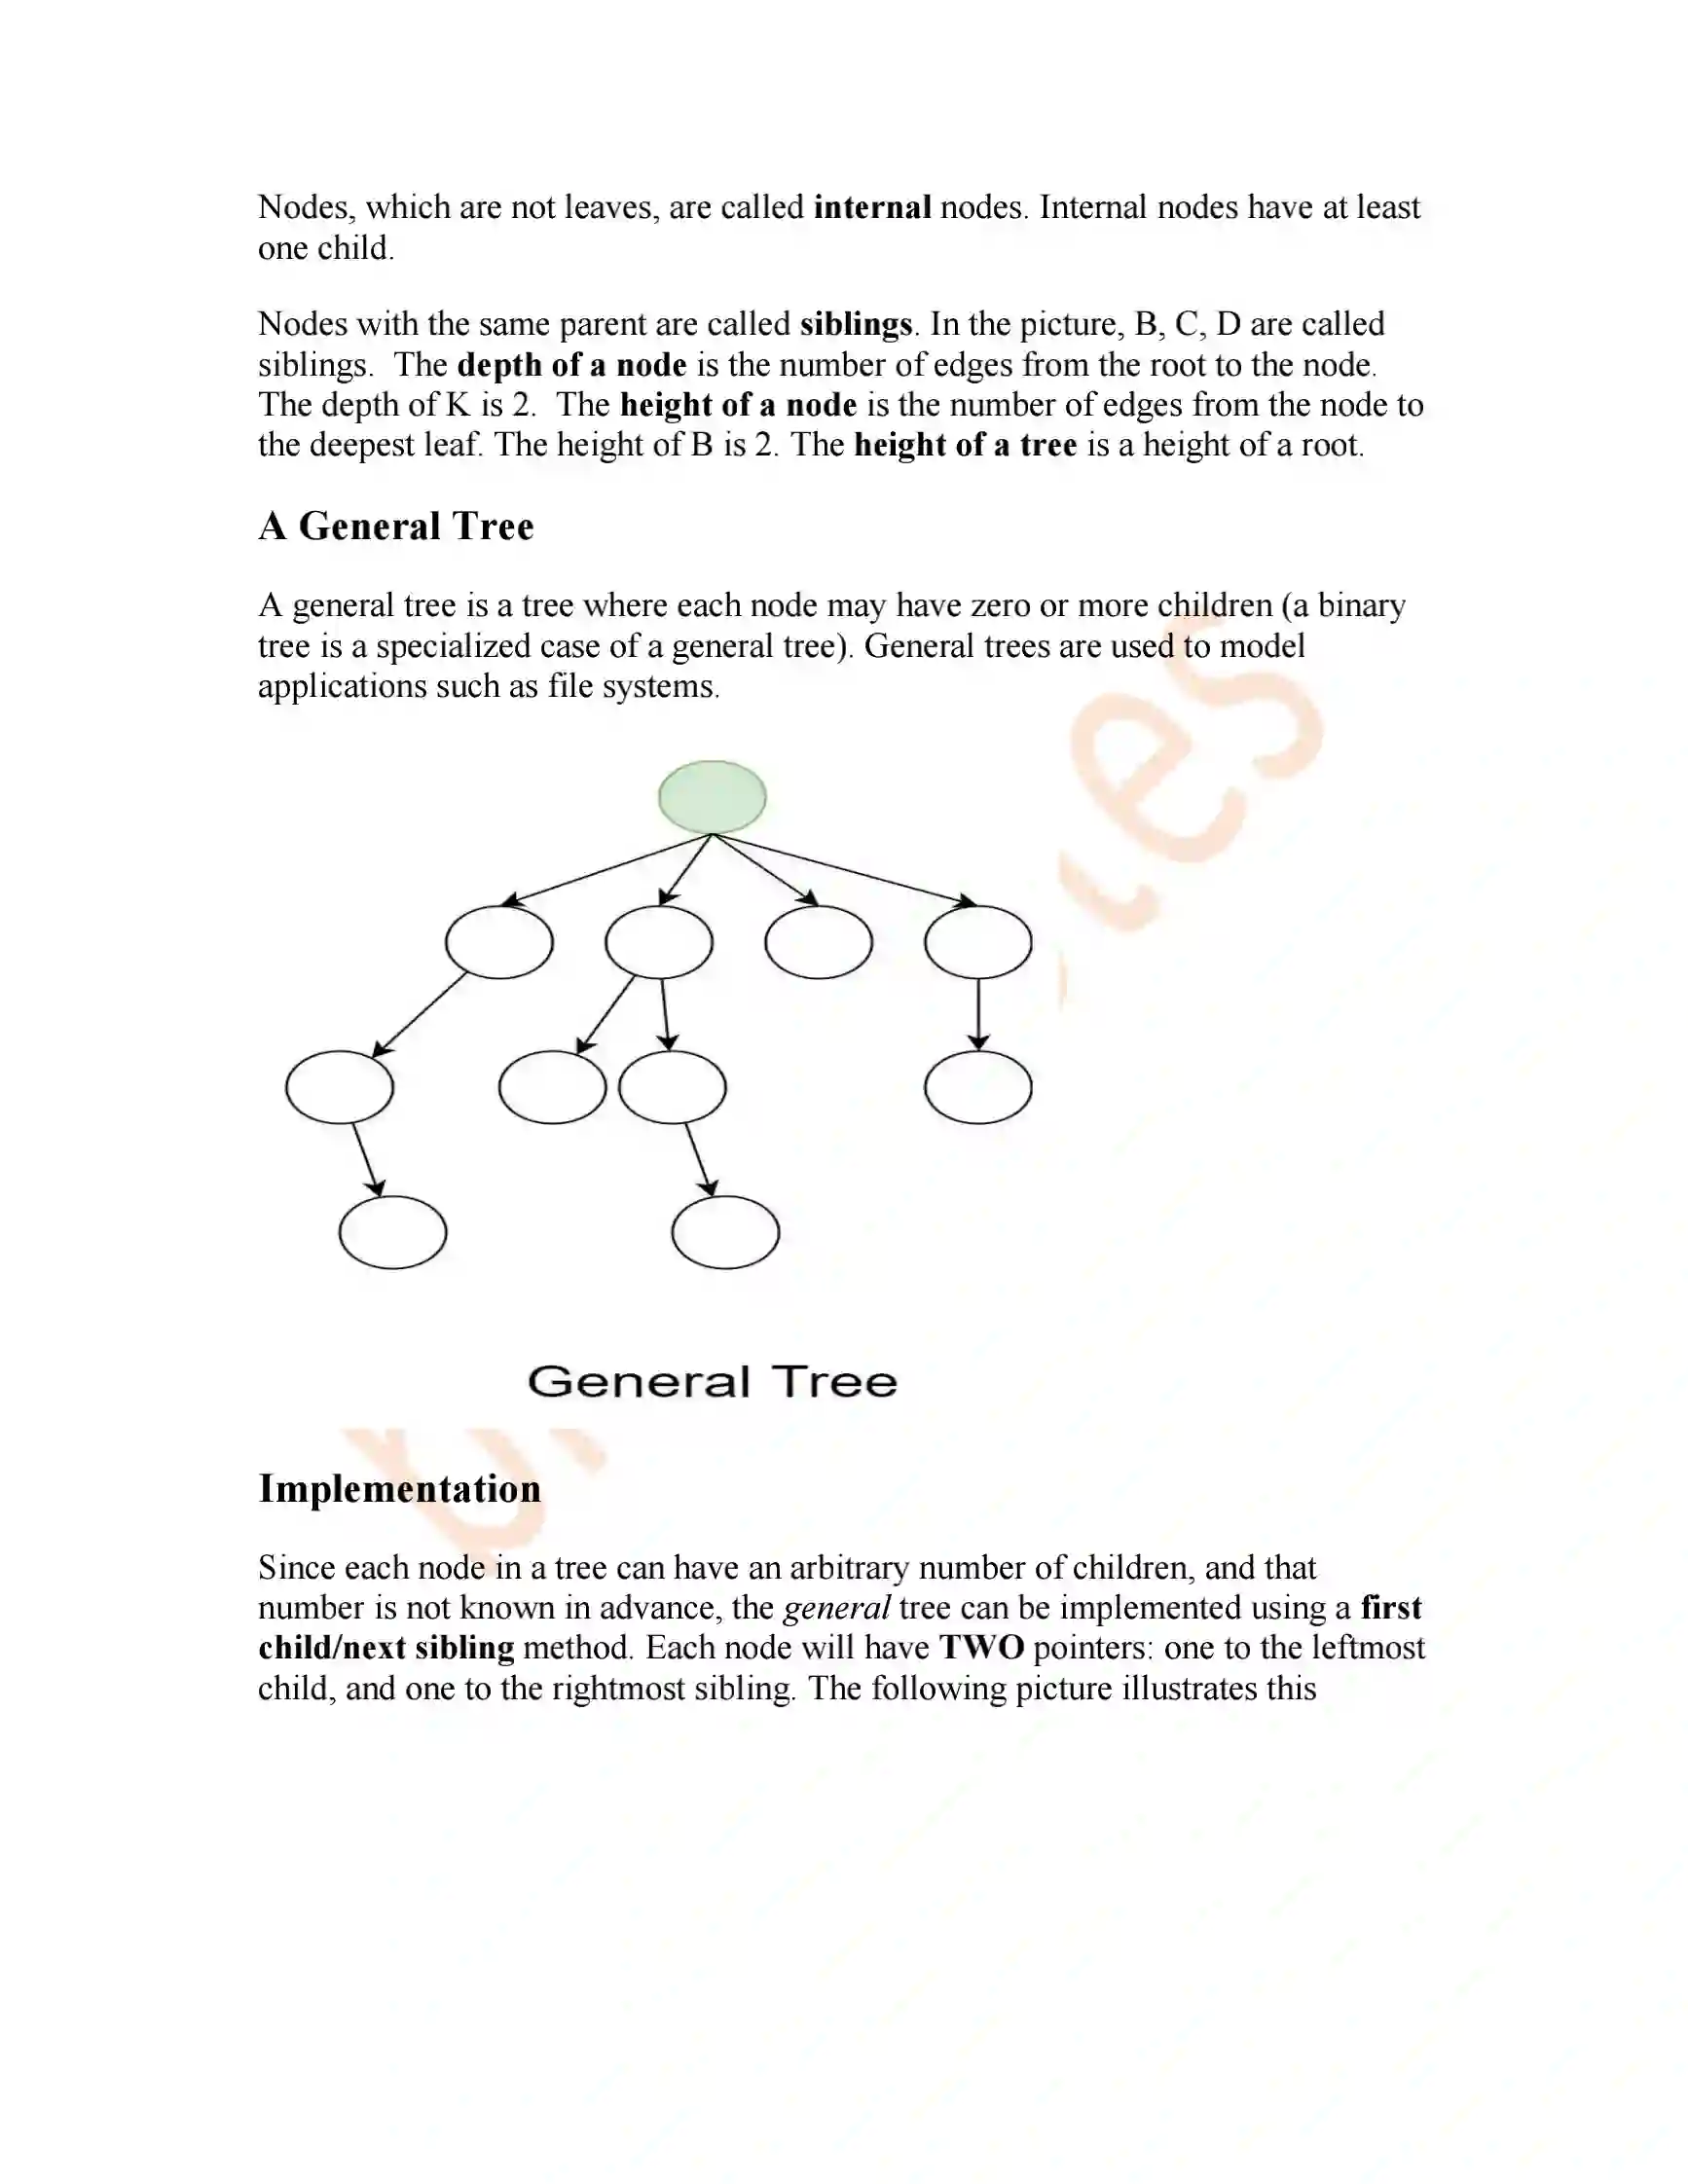 Nodes, which are not leaves, are called internal nodes. Internal nodes have at least
one child.
Nodes with the same parent are called siblings. In the picture, B, C, D are called
siblings.  The depth of a node is the number of edges from the root to the node.
The depth of K is 2.  The height of a node is the number of edges from the node to
the deepest leaf. The height of B is 2. The height of a tree is a height of a root.
A General Tree
A general tree is a tree where each node may have zero or more children (a binary
tree is a specialized case of a general tree). General trees are used to model
applications such as file systems.
General Tree
Implementation
Since each node in a tree can have an arbitrary number of children, and that
number is not known in advance, the general tree can be implemented using a first
child/next sibling method. Each node will have TWO pointers: one to the leftmost
child, and one to the rightmost sibling. The following picture illustrates this